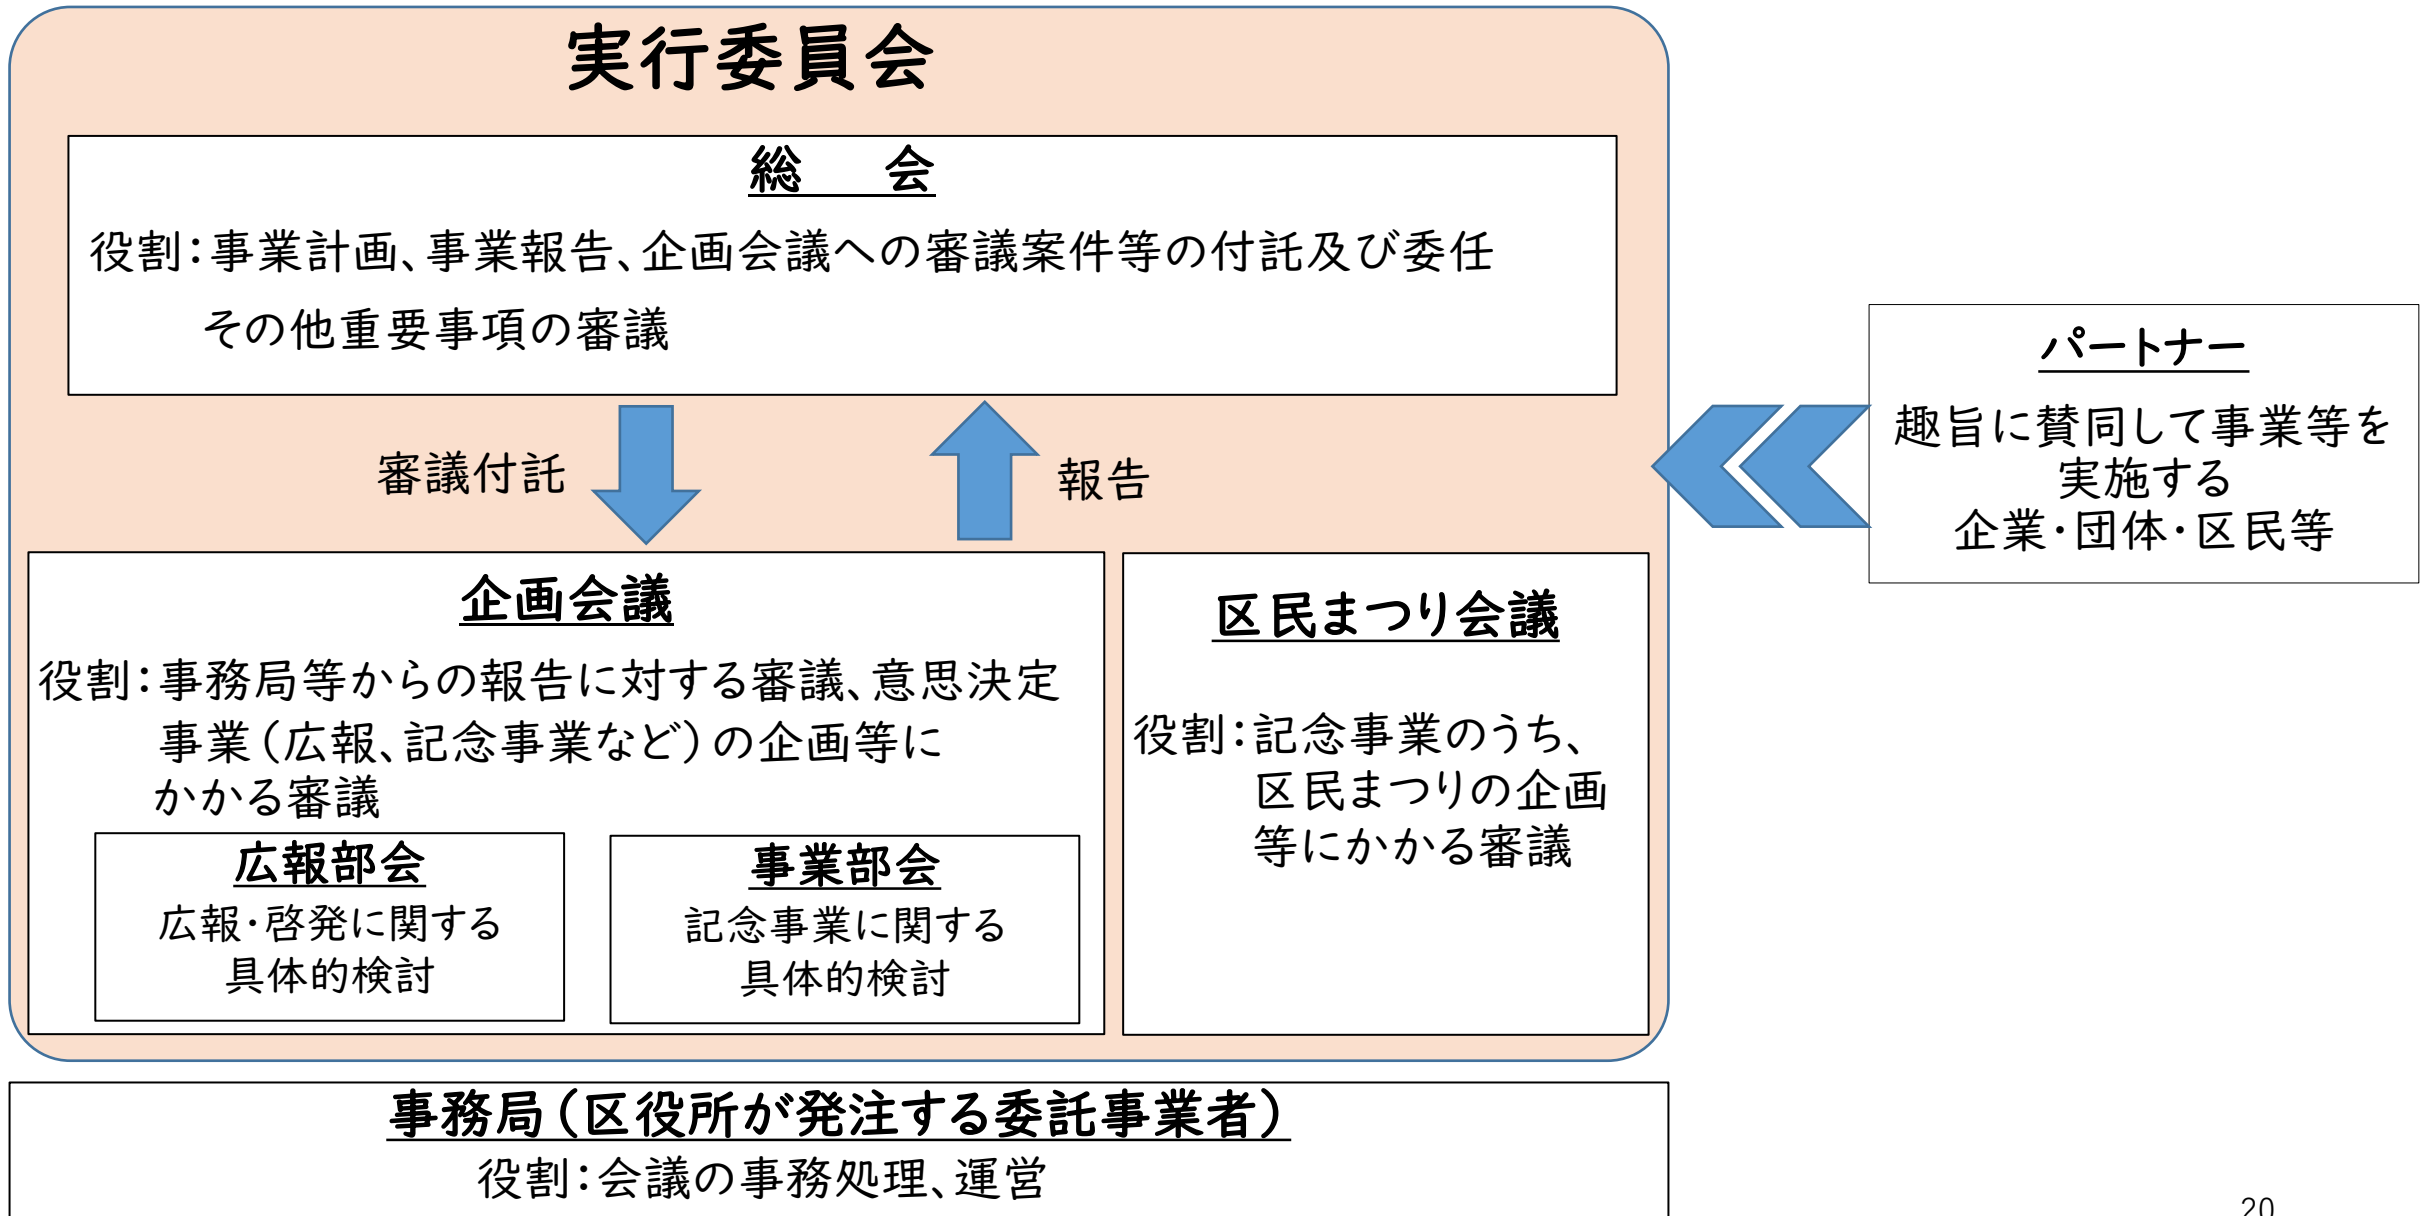 実行委員会
総　会
役割：事業計画、事業報告、企画会議への審議案件等の付託及び委任
その他重要事項の審議
審議付託
報告
パートナー
趣旨に賛同して事業等を
実施する
企業・団体・区民等
企画会議
役割：事務局等からの報告に対する審議、意思決定
事業（広報、記念事業など）の企画等に
かかる審議
広報部会
広報・啓発に関する
具体的検討
事業部会
記念事業に関する
具体的検討
区民まつり会議
役割：記念事業のうち、
区民まつりの企画
等にかかる審議
事務局（区役所が発注する委託事業者）
役割：会議の事務処理、運営
20